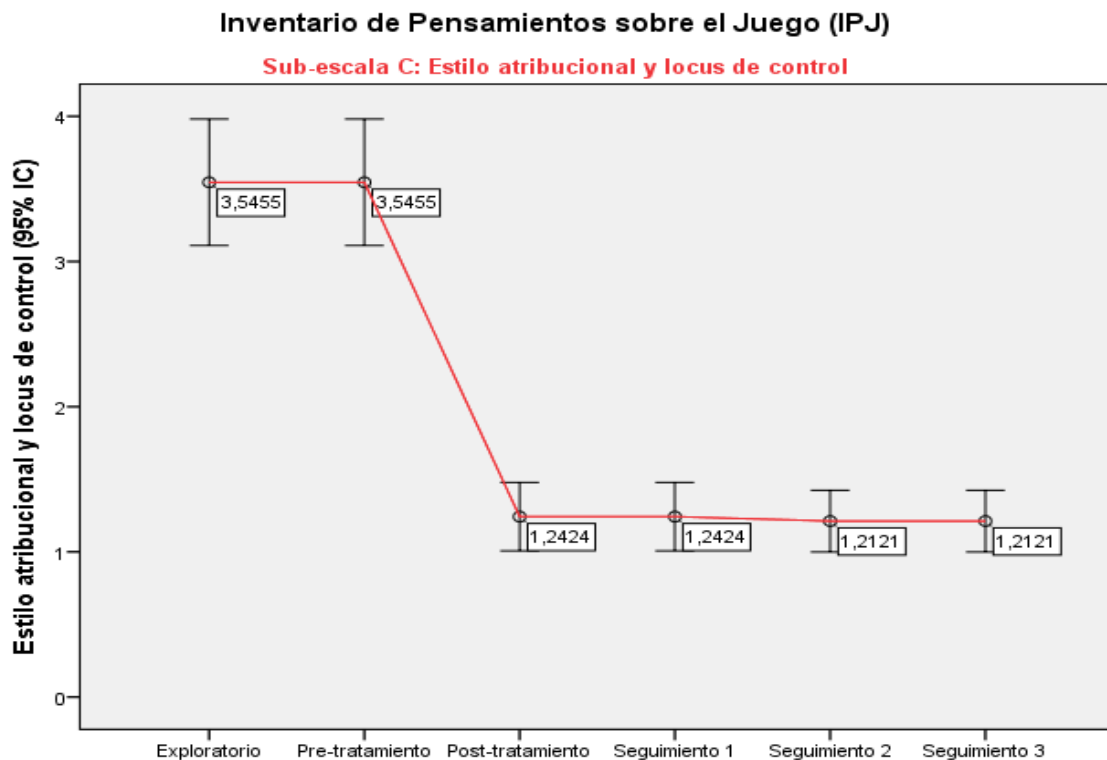 Inventario de Pensamientos sobre el Juego (IPJ)
Sub-escala C: Estilo atribucional y locus de control
Estilo atribucional y locus de control (95% IC)
4
3
2
1
0
3,5455
3,5455
1,2424
1,2424
1,2121
1,2121
Exploratorio
Pre-tratamiento
Post-tratamiento
Seguimiento 1
Seguimiento 2
Seguimiento 3